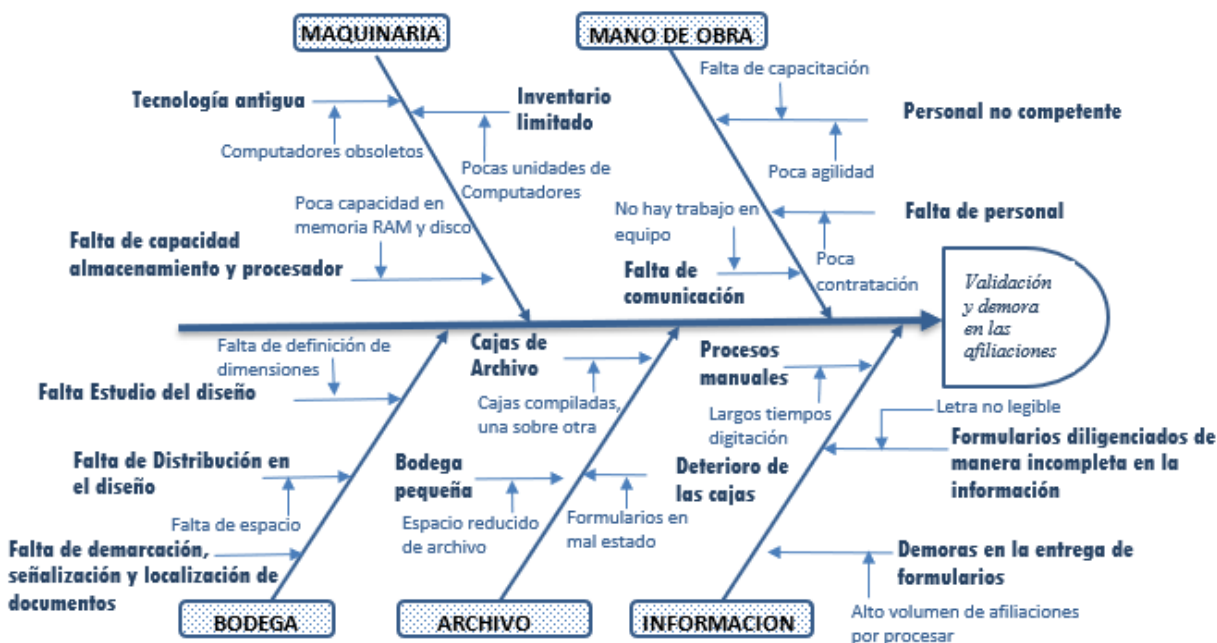 MAQUINARIA
MANO DE OBRA
Tecnología antigua
Computadores obsoletos
Inventario
limitado
Pocas unidades de
Computadores
Poca capacidad en
memoria RAM y disco
Falta de capacidad
almacenamiento y procesador
Falta de capacitación
Personal no competente
Poca agilidad
No hay trabajo en
equipo
Falta de personal
Poca
contratación
Falta de
comunicación
Validación
y demora
en las
afiliaciones
Falta de definición de
dimensiones
Falta Estudio del diseño
Falta de Distribución en
el diseño
Falta de espacio
Falta de demarcación,
señalización y localización de
documentos
BODEGA
Cajas de
Archivo
Cajas compiladas,
una sobre otra
Bodega
pequeña
Espacio reducido
de archivo
Deterioro de
las cajas
Formularios en
mal estado
ARCHIVO
Procesos
manuales
Largos tiempos
digitación
Letra no legible
Formularios diligenciados de
manera incompleta en la
información
Demoras en la entrega de
formularios
Alto volumen de afiliaciones
por procesar
INFORMACION